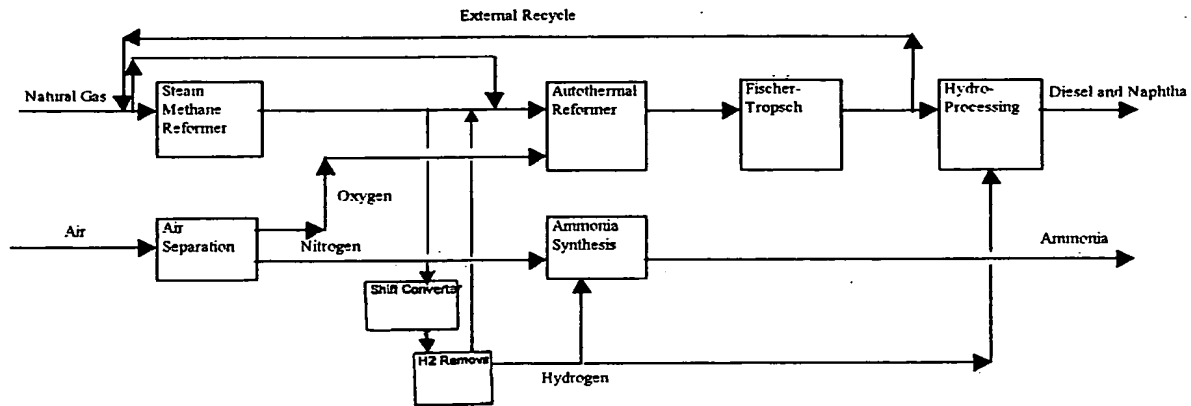 External Recycle
Natural Gas
Steam
Methane
Reformer
Autothermal
Reformer
Fischer-
Tropsch
Hydro-
Processing
Diesel and Naphtha
Oxygen
Air
Air
Separation
Nitrogen
Ammonia
Synthesis
Ammonia
Shift Converter
H2 Remova
Hydrogen